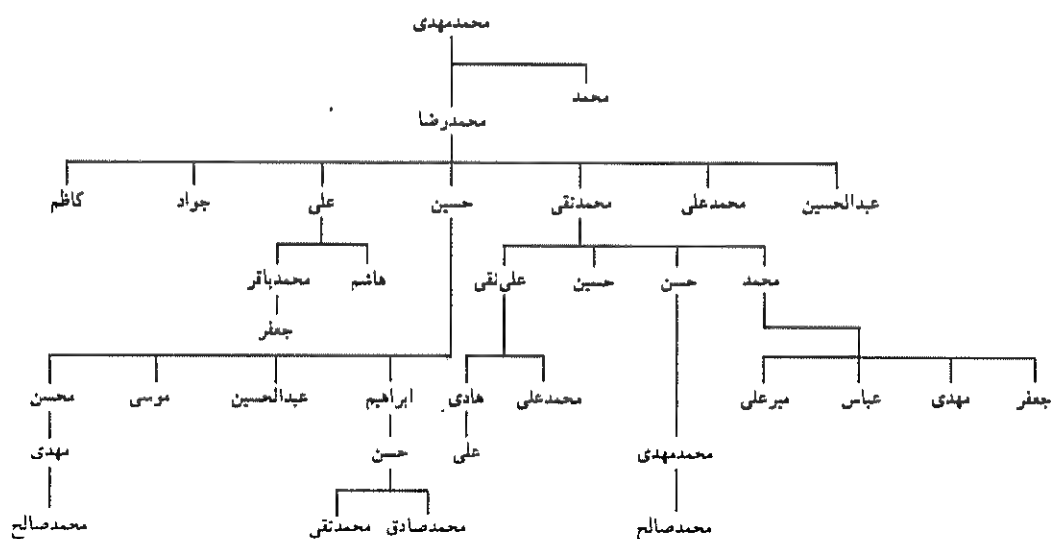 محمدمهدی
محمد
محمدرضا
عبدالحسین محمدعلی محمدتقی حسین علی جواد کاظم
محمد حسن حسین علی‌نقی هاشم محمدباقر
جعفر
جعفر مهدی عباس میرعلی محمدعلی هادی ابراهیم عبدالحسین موسی محسن
محمدمهدی علی حسن مهدی
محمدصالح محمدصادق محمدتقی محمدصالح